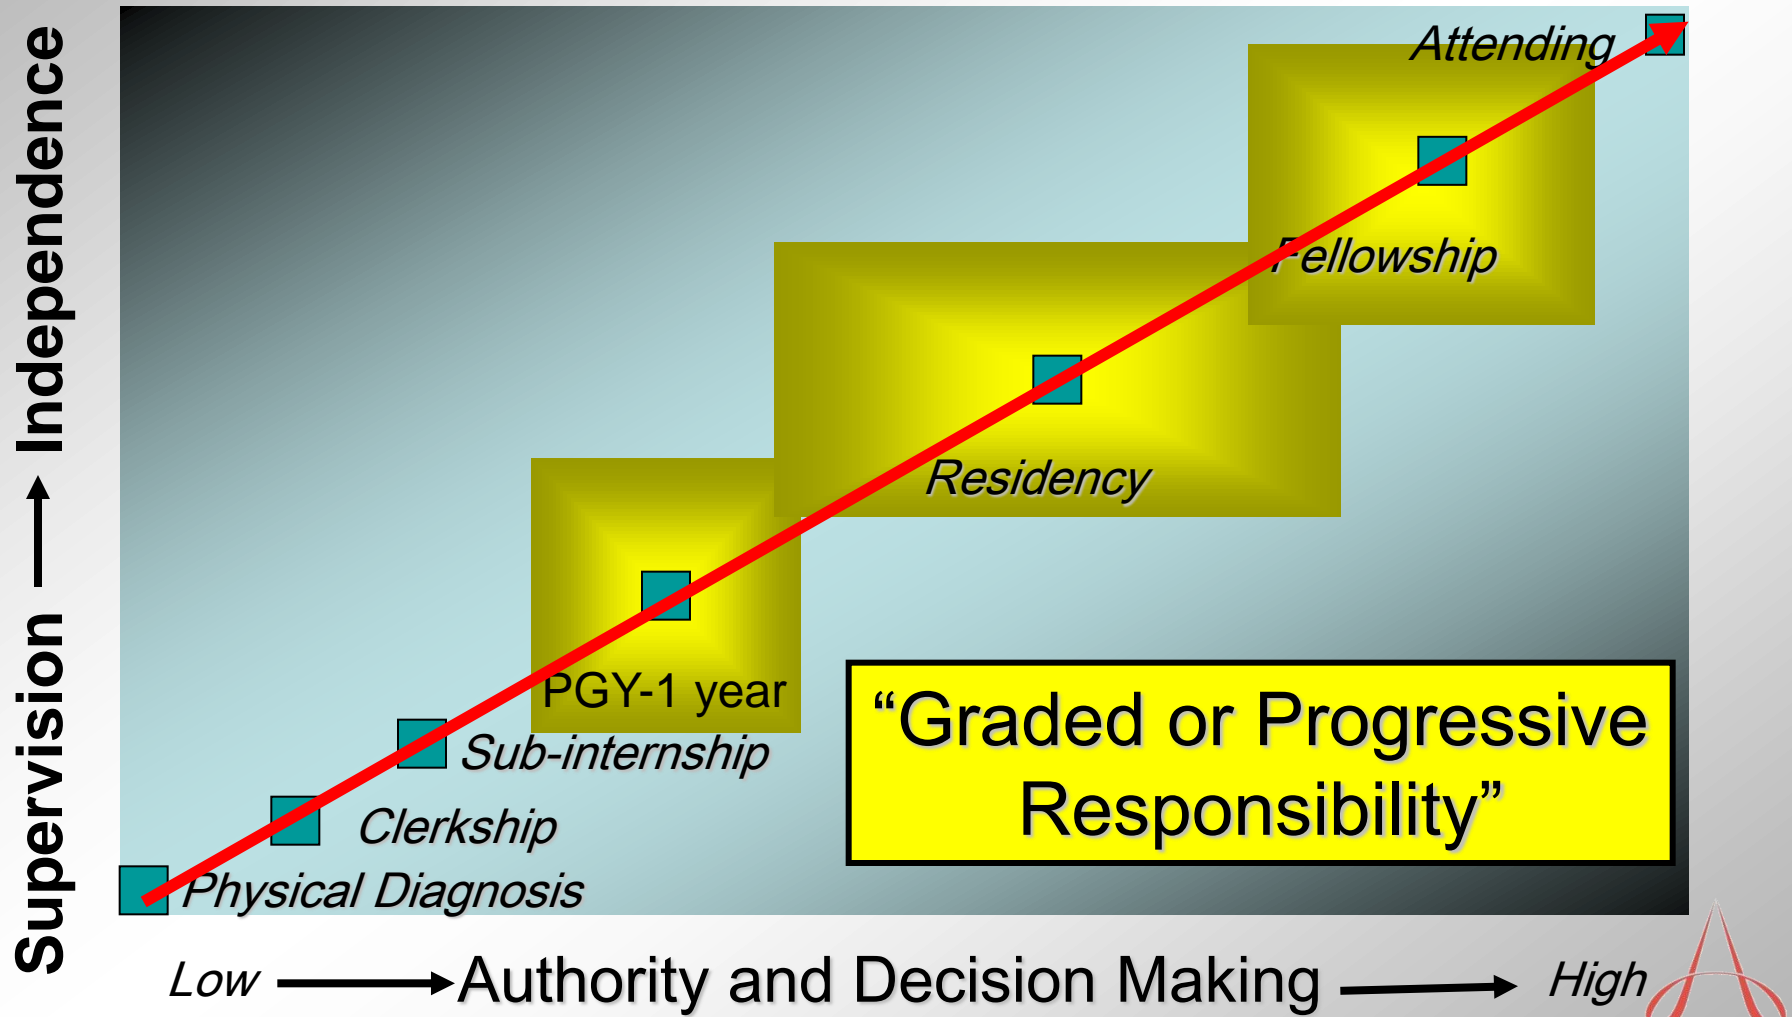 Supervision → Independence
Attending
Fellowship
Residency
PGY-1 year
Sub-internship
Clerkship
Physical Diagnosis
“Graded or Progressive
Responsibility”
Low → Authority and Decision Making → High